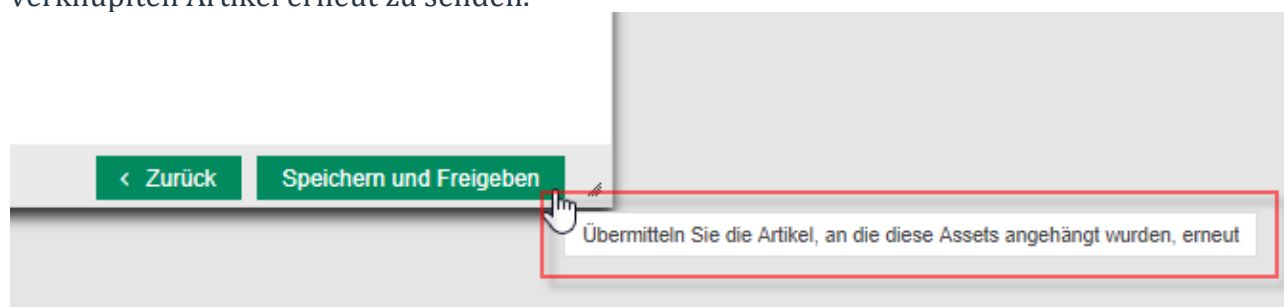 verknüpften Artikel erneut zu senden.
< Zurück
Speichern und Freigeben
Übermitteln Sie die Artikel, an die diese Assets angehängt wurden, erneut